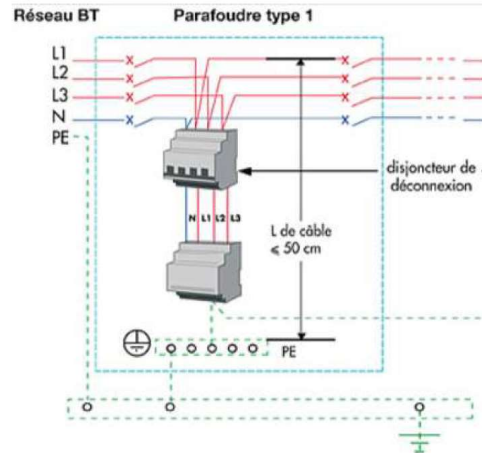 Réseau BT
Parafoudre type 1
L1
L2
L3
N
PE
disjoncteur de
déconnexion
N L1 L2 L3
L de câble
⩽ 50 cm
PE